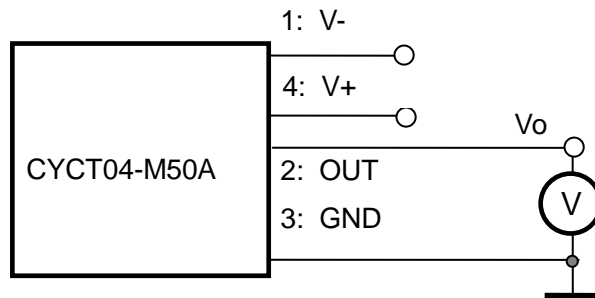 1: V-
4: V+
Vo
CYCT04-M50A
2: OUT
V
3: GND